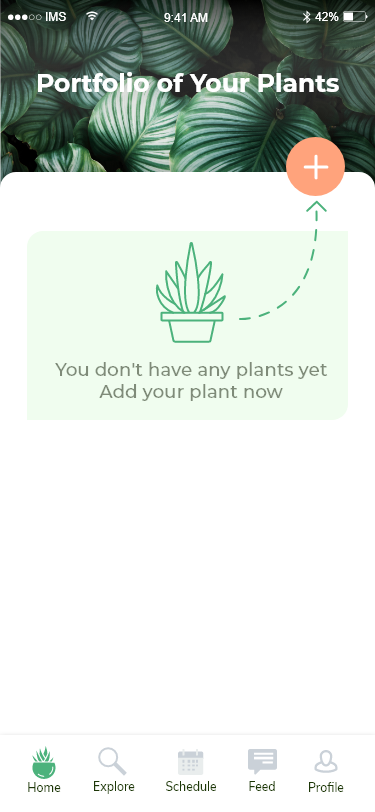 IMS 9:41 AM 42%
Portfolio of Your Plants
You don't have any plants yet
Add your plant now
Home Explore Schedule Feed Profile